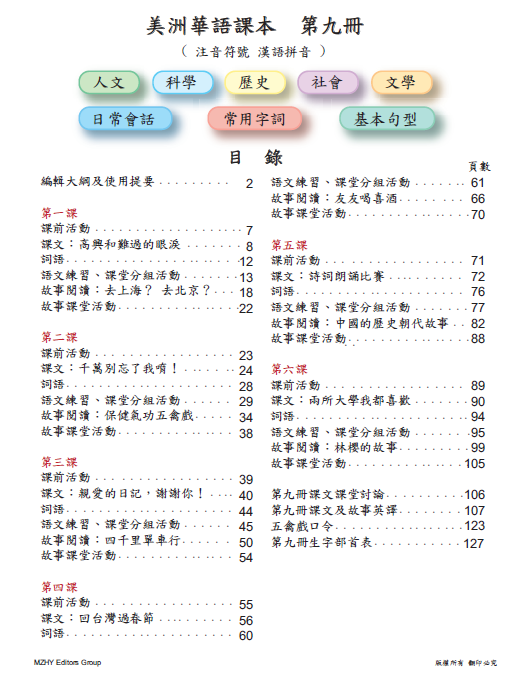 美洲華語課本 第九冊
( 注音符號 漢語拼音 )
人文 科學 歷史 社會 文學
日常會話 常用字詞 基本句型
目 錄
頁數
編輯大綱及使用提要 ......... 2
第一課
課前活動 ................. 7
課文：高興和難過的眼淚 ....... 8
詞語 ..................... 12
語文練習、課堂分組活動 ....... 13
故事閱讀：去上海？ 去北京？ ... 18
故事課堂活動 .............. 22
第二課
課前活動 ................. 23
課文：千萬別忘了我唷！ ...... 24
詞語 ..................... 28
語文練習、課堂分組活動 ...... 29
故事閱讀：保健氣功五禽戲 ..... 34
故事課堂活動 .............. 38
第三課
課前活動 ................. 39
課文：親愛的日記，謝謝你！ ... 40
詞語 ..................... 44
語文練習、課堂分組活動 ...... 45
故事閱讀：四千里單車行 ...... 50
故事課堂活動 .............. 54
第四課
課前活動 ................. 55
課文：回台灣過春節 ......... 56
詞語 ..................... 60
語文練習、課堂分組活動 ...... 61
故事閱讀：友友喝喜酒 ........ 66
故事課堂活動 .............. 70
第五課
課前活動 ................. 71
課文：詩詞朗誦比賽 ......... 72
詞語 ..................... 76
語文練習、課堂分組活動 ...... 77
故事閱讀：中國的歷史朝代故事 .. 82
故事課堂活動 .............. 88
第六課
課前活動 ................. 89
課文：兩所大學我都喜歡 ...... 90
詞語 ..................... 94
語文練習、課堂分組活動 ...... 95
故事閱讀：林櫻的故事 ........ 99
故事課堂活動 .............. 105
第九冊課文課堂討論 ......... 106
第九冊課文及故事英譯 ....... 107
五禽戲口令 ............... 123
第九冊生字部首表 .......... 127
MZHY Editors Group
版權所有 翻印必究